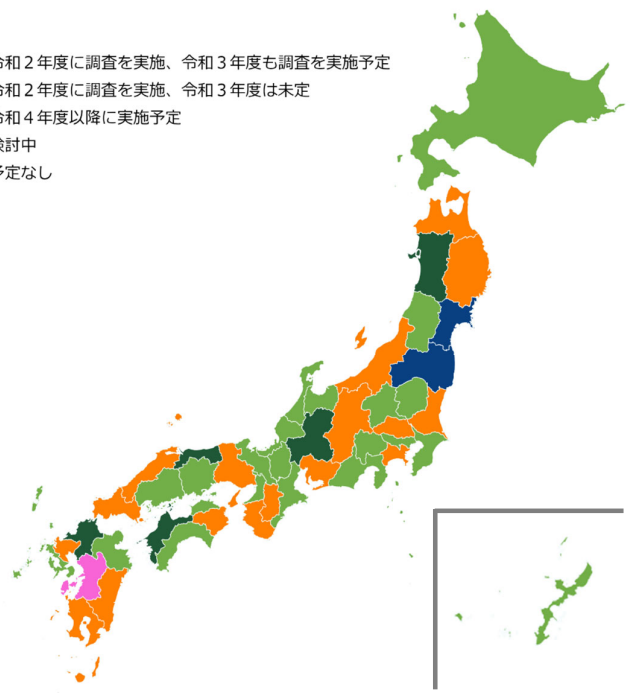 令和２年度に調査を実施、令和３年度も調査を実施予定
令和２年度に調査を実施、令和３年度は未定
令和４年度以降に実施予定
検討中
予定なし